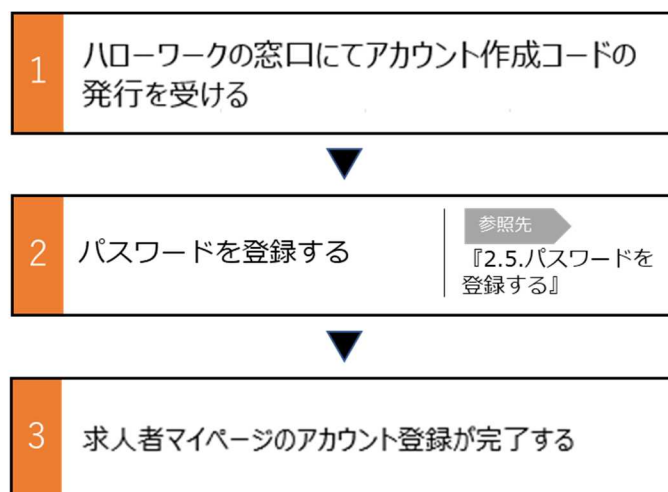 1
ハローワークの窓口にてアカウント作成コードの
発行を受ける
2
パスワードを登録する
参照先
『2.5.パスワードを
登録する』
3
求人者マイページのアカウント登録が完了する